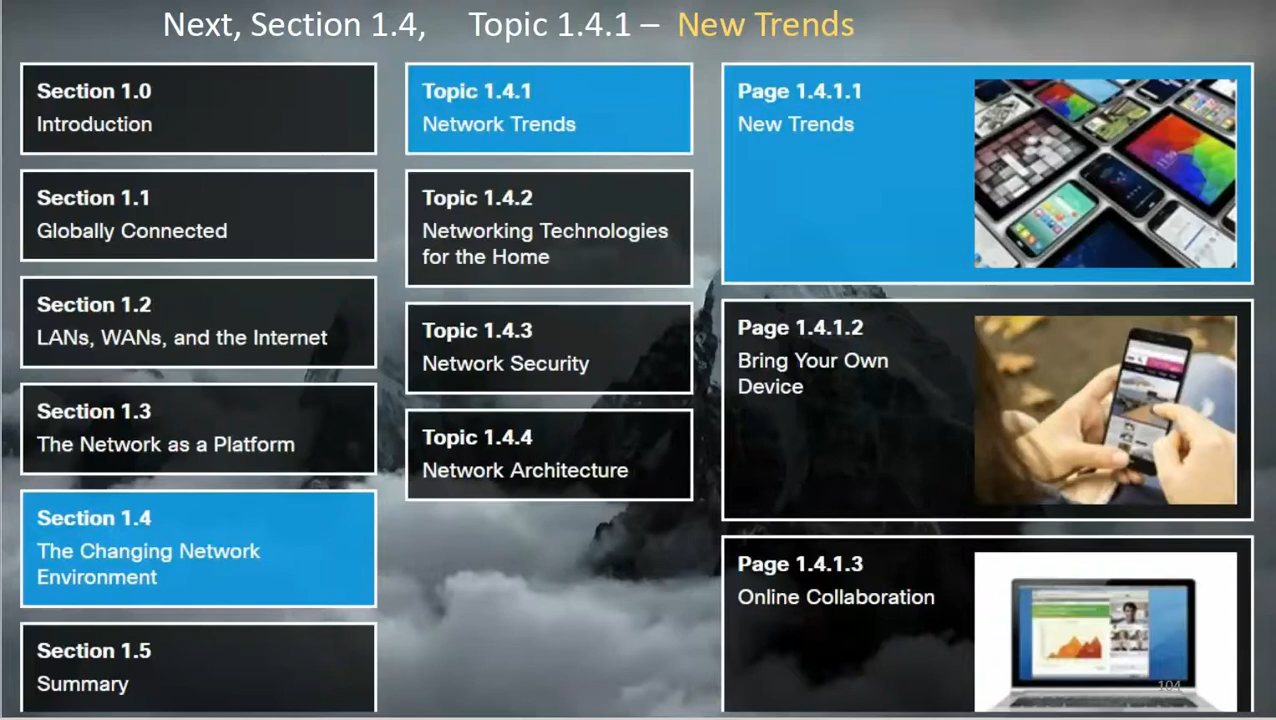 Next, Section 1.4, Topic 1.4.1 – New Trends
Section 1.0
Introduction
Section 1.1
Globally Connected
Section 1.2
LANs, WANs, and the Internet
Section 1.3
The Network as a Platform
Section 1.4
The Changing Network
Environment
Section 1.5
Summary
Topic 1.4.1
Network Trends
Topic 1.4.2
Networking Technologies
for the Home
Topic 1.4.3
Network Security
Topic 1.4.4
Network Architecture
Page 1.4.1.1
New Trends
Page 1.4.1.2
Bring Your Own
Device
Page 1.4.1.3
Online Collaboration
104